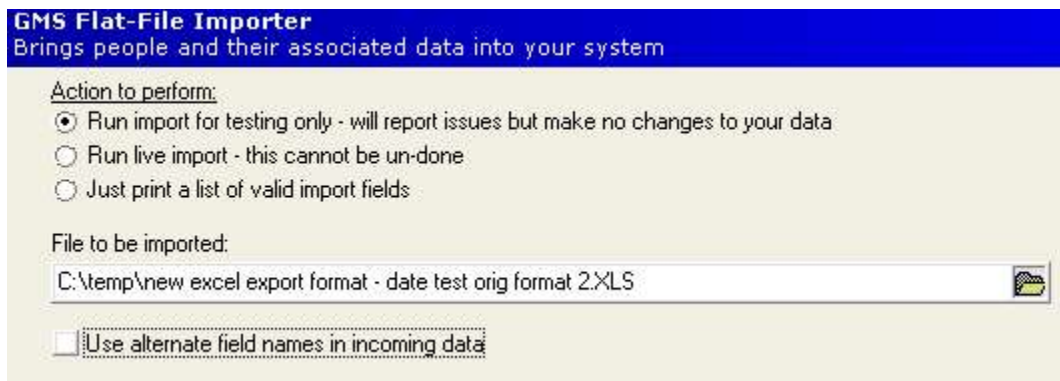 GMS Flat-File Importer
Brings people and their associated data into your system
Action to perform:
Run import for testing only - will report issues but make no changes to your data
Run live import - this cannot be un-done
Just print a list of valid import fields
File to be imported:
C:\temp\new excel export format - date test orig format 2.XLS
Use alternate field names in incoming data